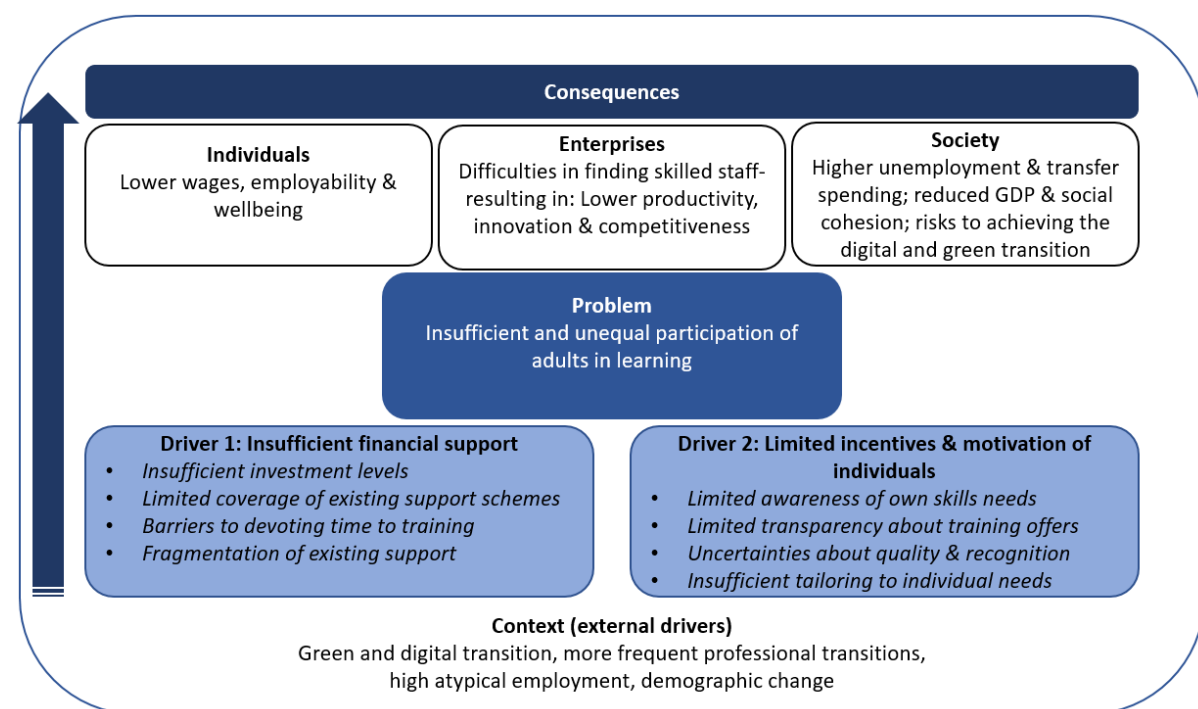 Consequences
Individuals
Lower wages, employability &
wellbeing
Enterprises
Difficulties in finding skilled staff-
resulting in: Lower productivity,
innovation & competitiveness
Society
Higher unemployment & transfer
spending; reduced GDP & social
cohesion; risks to achieving the
digital and green transition
Problem
Insufficient and unequal participation of
adults in learning
Driver 1: Insufficient financial support
• Insufficient investment levels
• Limited coverage of existing support schemes
• Barriers to devoting time to training
• Fragmentation of existing support
Driver 2: Limited incentives & motivation of
individuals
• Limited awareness of own skills needs
• Limited transparency about training offers
• Uncertainties about quality & recognition
• Insufficient tailoring to individual needs
Context (external drivers)
Green and digital transition, more frequent professional transitions,
high atypical employment, demographic change